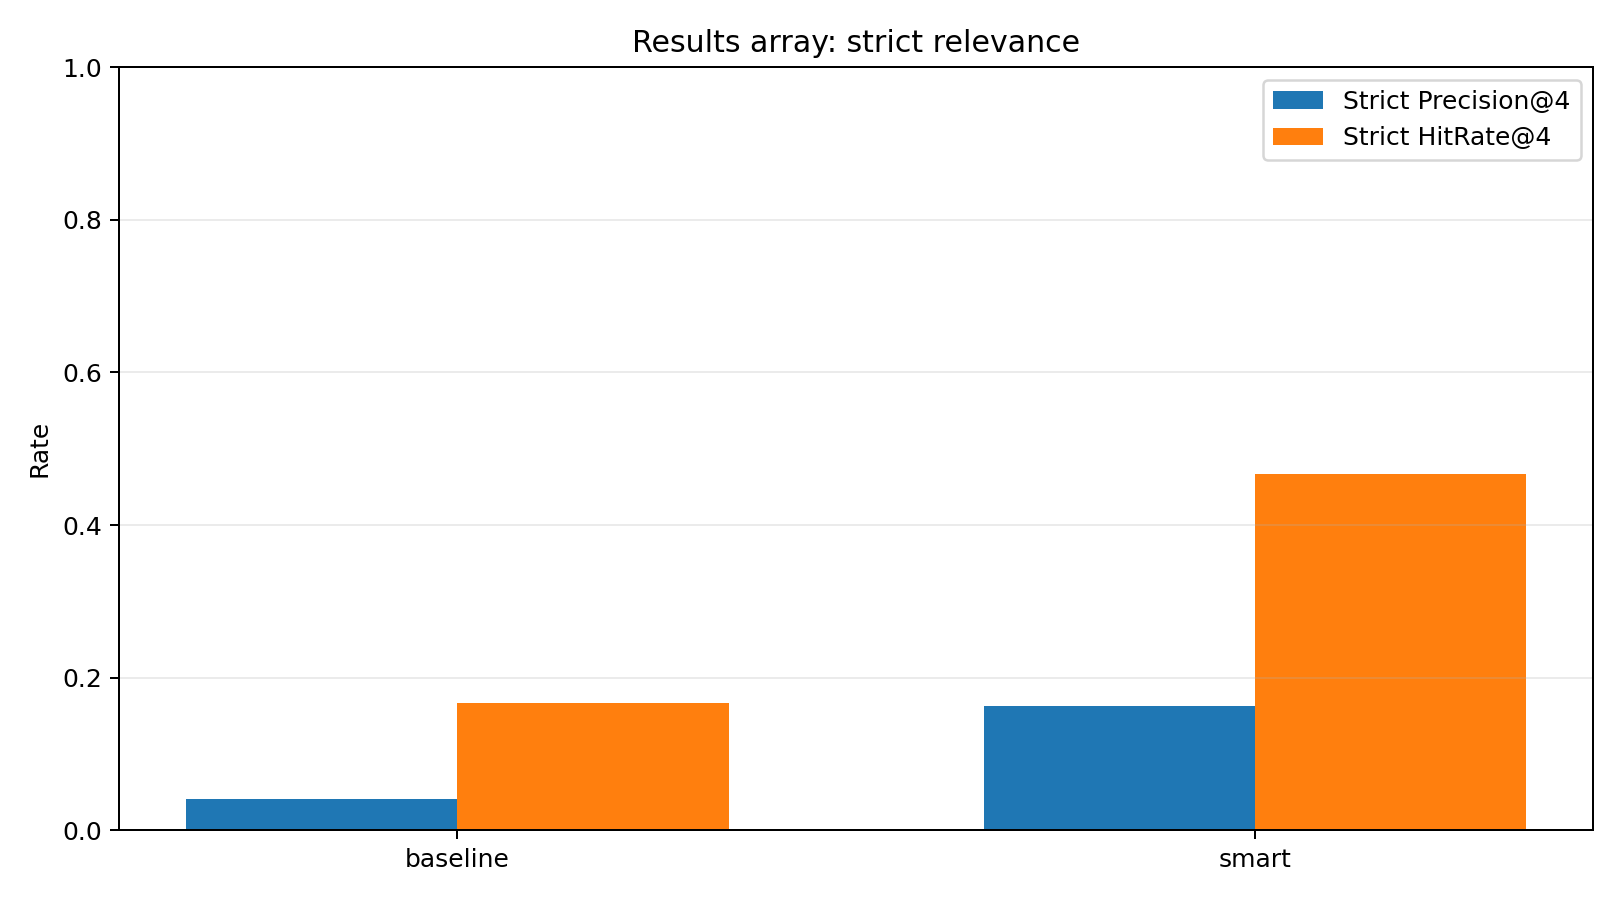 Results array: strict relevance
1.0
0.8
0.6
0.4
0.2
0.0
Rate
Strict Precision@4
Strict HitRate@4
baseline
smart